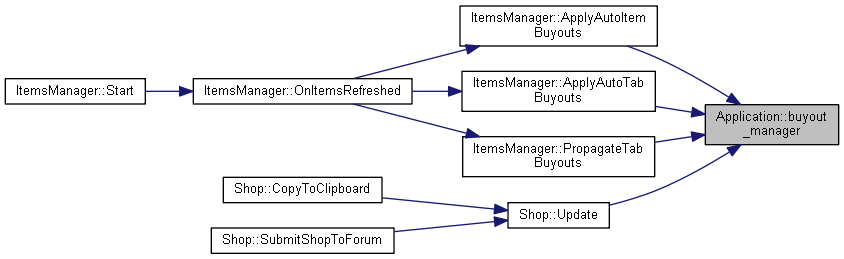 ItemsManager::ApplyAutoItem
Buyouts
ItemsManager::Start
ItemsManager::OnItemsRefreshed
ItemsManager::ApplyAutoTab
Buyouts
Application::buyout
_manager
ItemsManager::PropagateTab
Buyouts
Shop::CopyToClipboard
Shop::Update
Shop::SubmitShopToForum